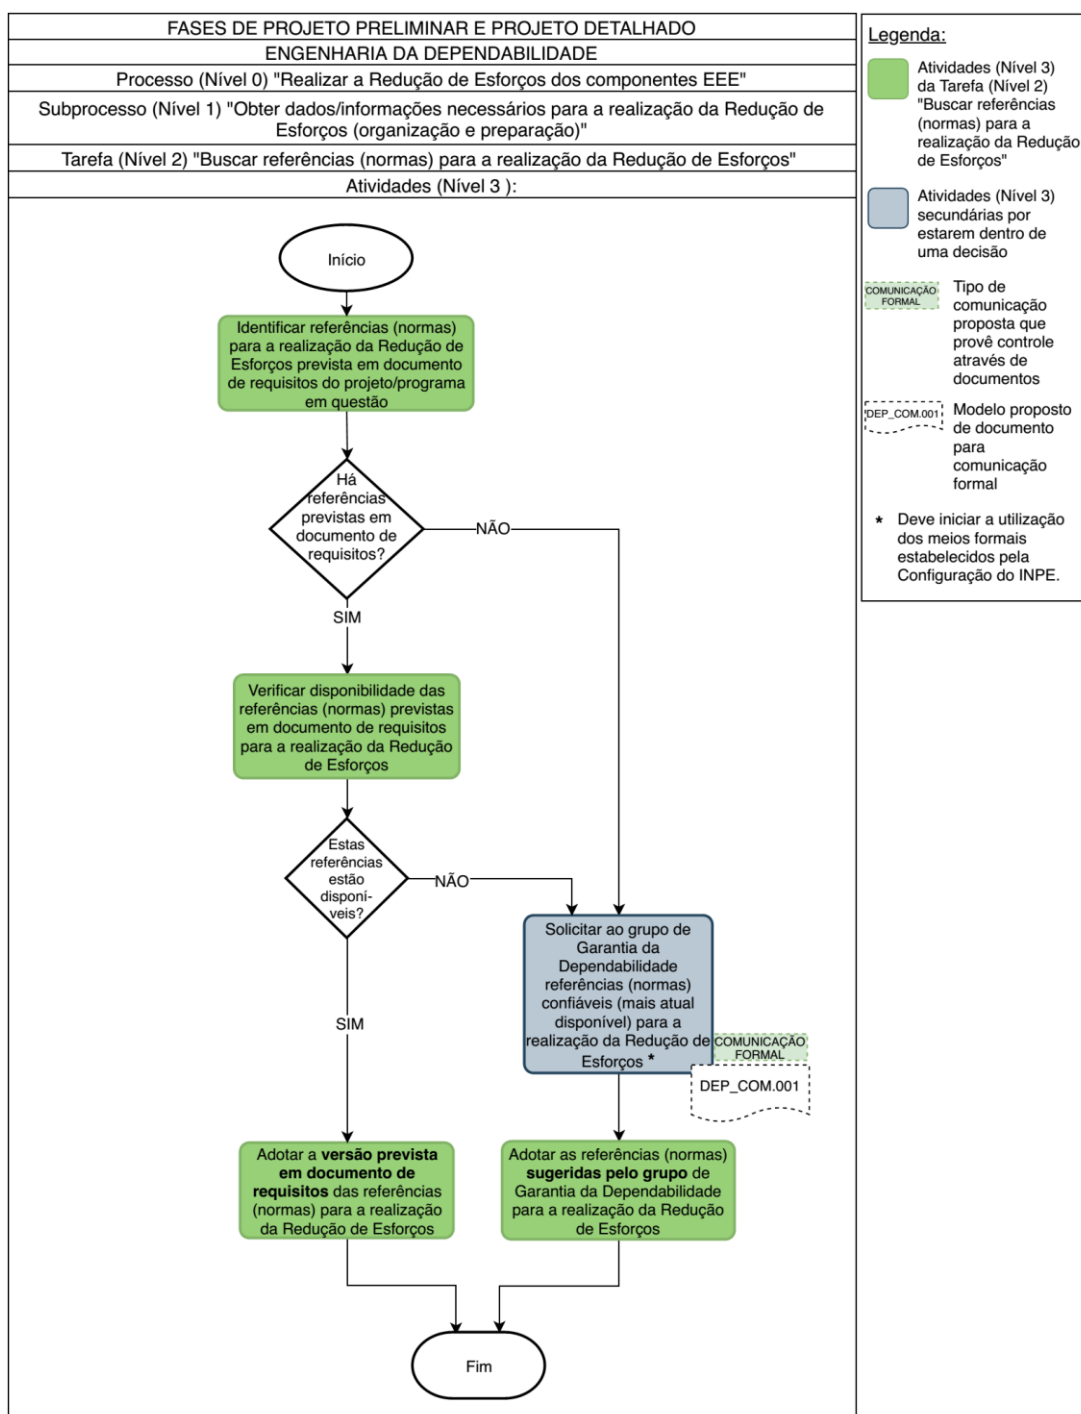 FASES DE PROJETO PRELIMINAR E PROJETO DETALHADO
ENGENHARIA DA DEPENDABILIDADE
Processo (Nível 0) "Realizar a Redução de Esforços dos componentes EEE"
Subprocesso (Nível 1) "Obter dados/informações necessários para a realização da Redução de
Esforços (organização e preparação)"
Tarefa (Nível 2) "Buscar referências (normas) para a realização da Redução de Esforços"
Atividades (Nível 3 ):
Início
Identificar referências (normas)
para a realização da Redução de
Esforços prevista em documento
de requisitos do projeto/programa
em questão
Há
referências
previstas em
documento de
requisitos?
NÃO
SIM
Verificar disponibilidade das
referências (normas) previstas
em documento de requisitos
para a realização da Redução
de Esforços
Estas
referências
estão
disponí-
veis?
NÃO
SIM
Solicitar ao grupo de
Garantia da
Dependabilidade
referências (normas)
confiáveis (mais atual
disponível) para a
realização da Redução de
Esforços *
COMUNICAÇÃO
FORMAL
DEP_COM.001
Adotar a versão prevista
em documento de
requisitos das referências
(normas) para a realização
da Redução de Esforços
Adotar as referências (normas)
sugeridas pelo grupo de
Garantia da Dependabilidade
para a realização da Redução
de Esforços
Fim
Legenda:
Atividades (Nível 3)
da Tarefa (Nível 2)
"Buscar referências
(normas) para a
realização da Redução
de Esforços"
Atividades (Nível 3)
secundárias por
estarem dentro de
uma decisão
COMUNICAÇÃO
FORMAL
Tipo de
comunicação
proposta que
provê controle
através de
documentos
DEP_COM.001
Modelo proposto
de documento
para
comunicação
formal
* Deve iniciar a utilização
dos meios formais
estabelecidos pela
Configuração do INPE.